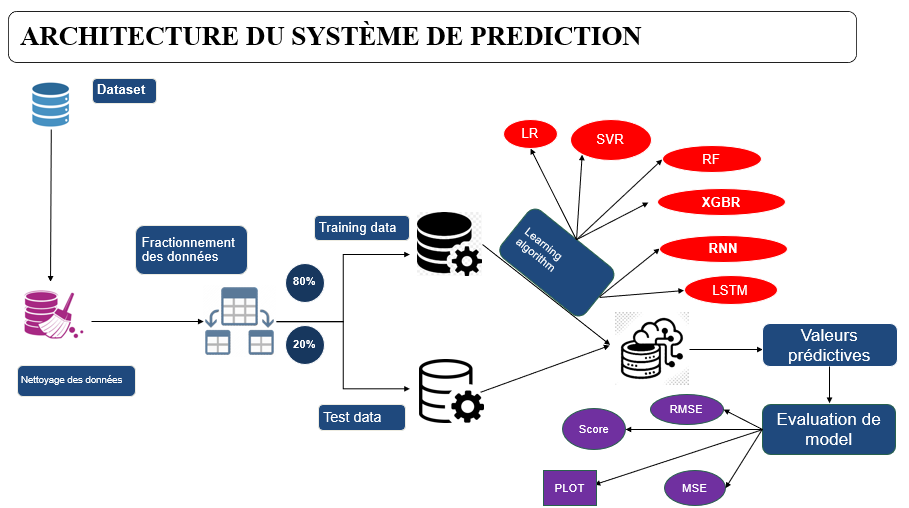 ARCHITECTURE DU SYSTÈME DE PREDICTION
Dataset
LR
SVR
RF
XGBR
RNN
LSTM
Learning
algorithm
Training data
Fractionnement
des données
80%
20%
Nettoyage des données
Test data
Valeurs
prédictives
Evaluation de
model
RMSE
Score
PLOT
MSE